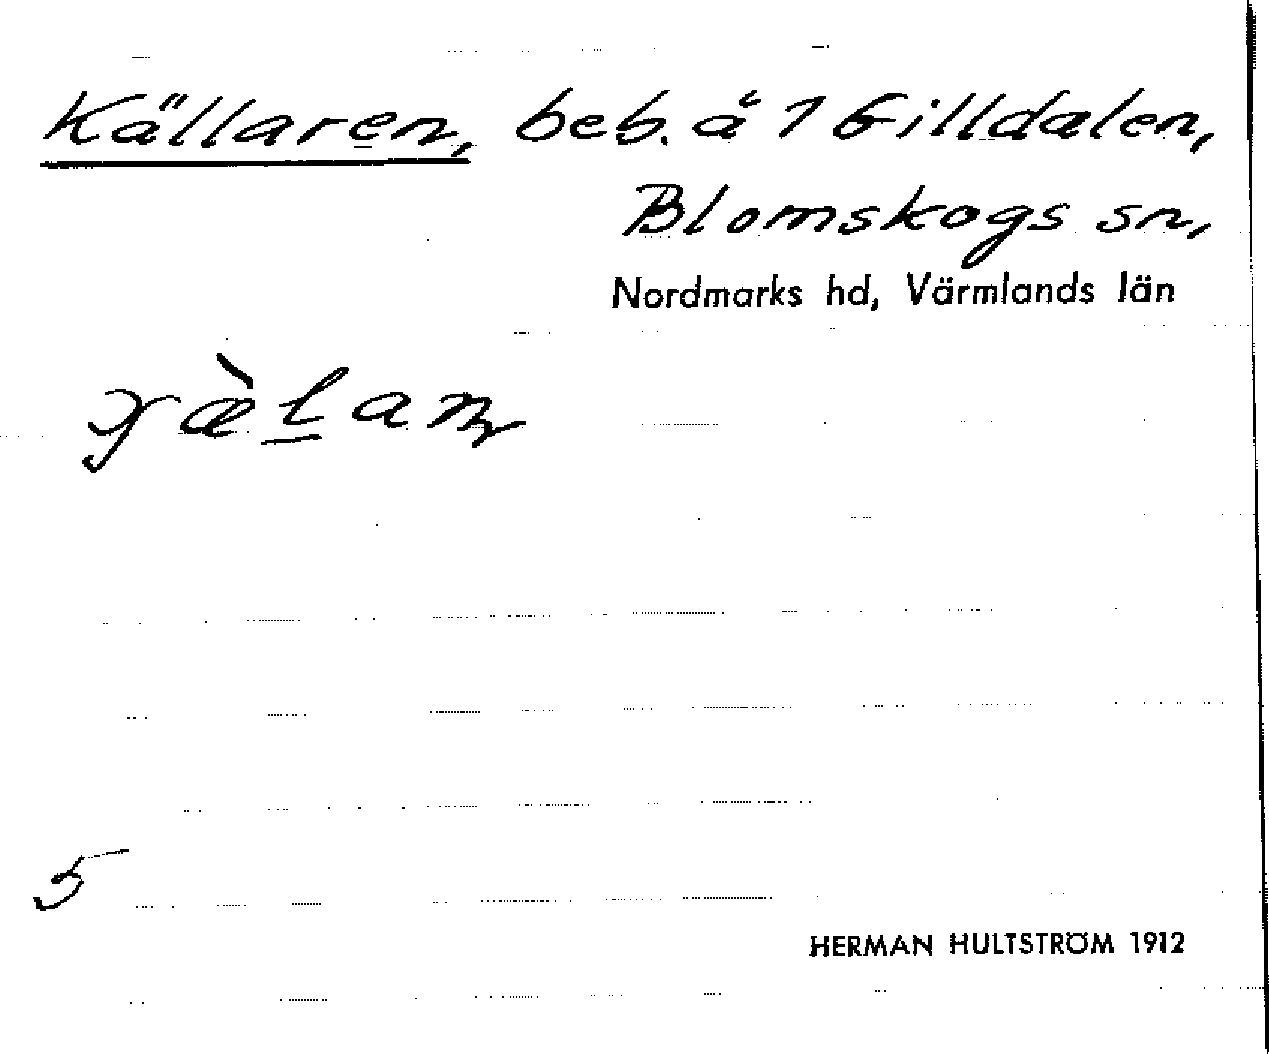 Källaren, beb. å 1 Gilldalen,
Blomskogs sn,
Nordmarks hd, Värmlands län
5
HERMAN HULTSTRÖM 1912